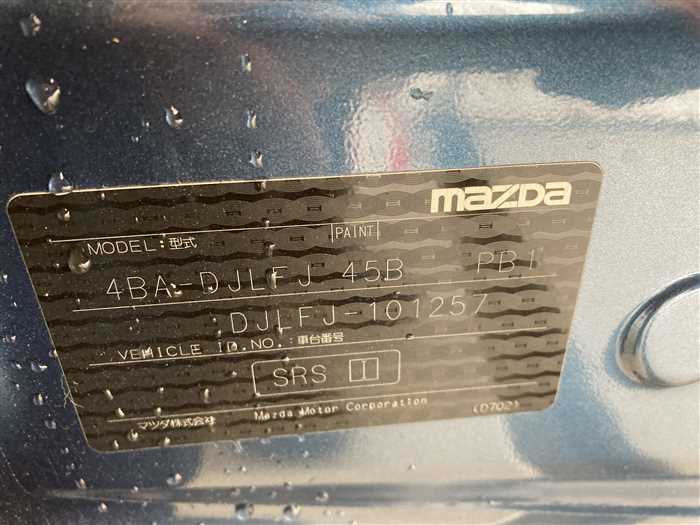 mazda
MODEL:型式 PAINT
4BA-DJLFJ 45B PB1
DJLFJ-101257
VEHICLE ID.NO.:車台番号
SRS
マツダ株式会社 Mazda Motor Corporation (D702)